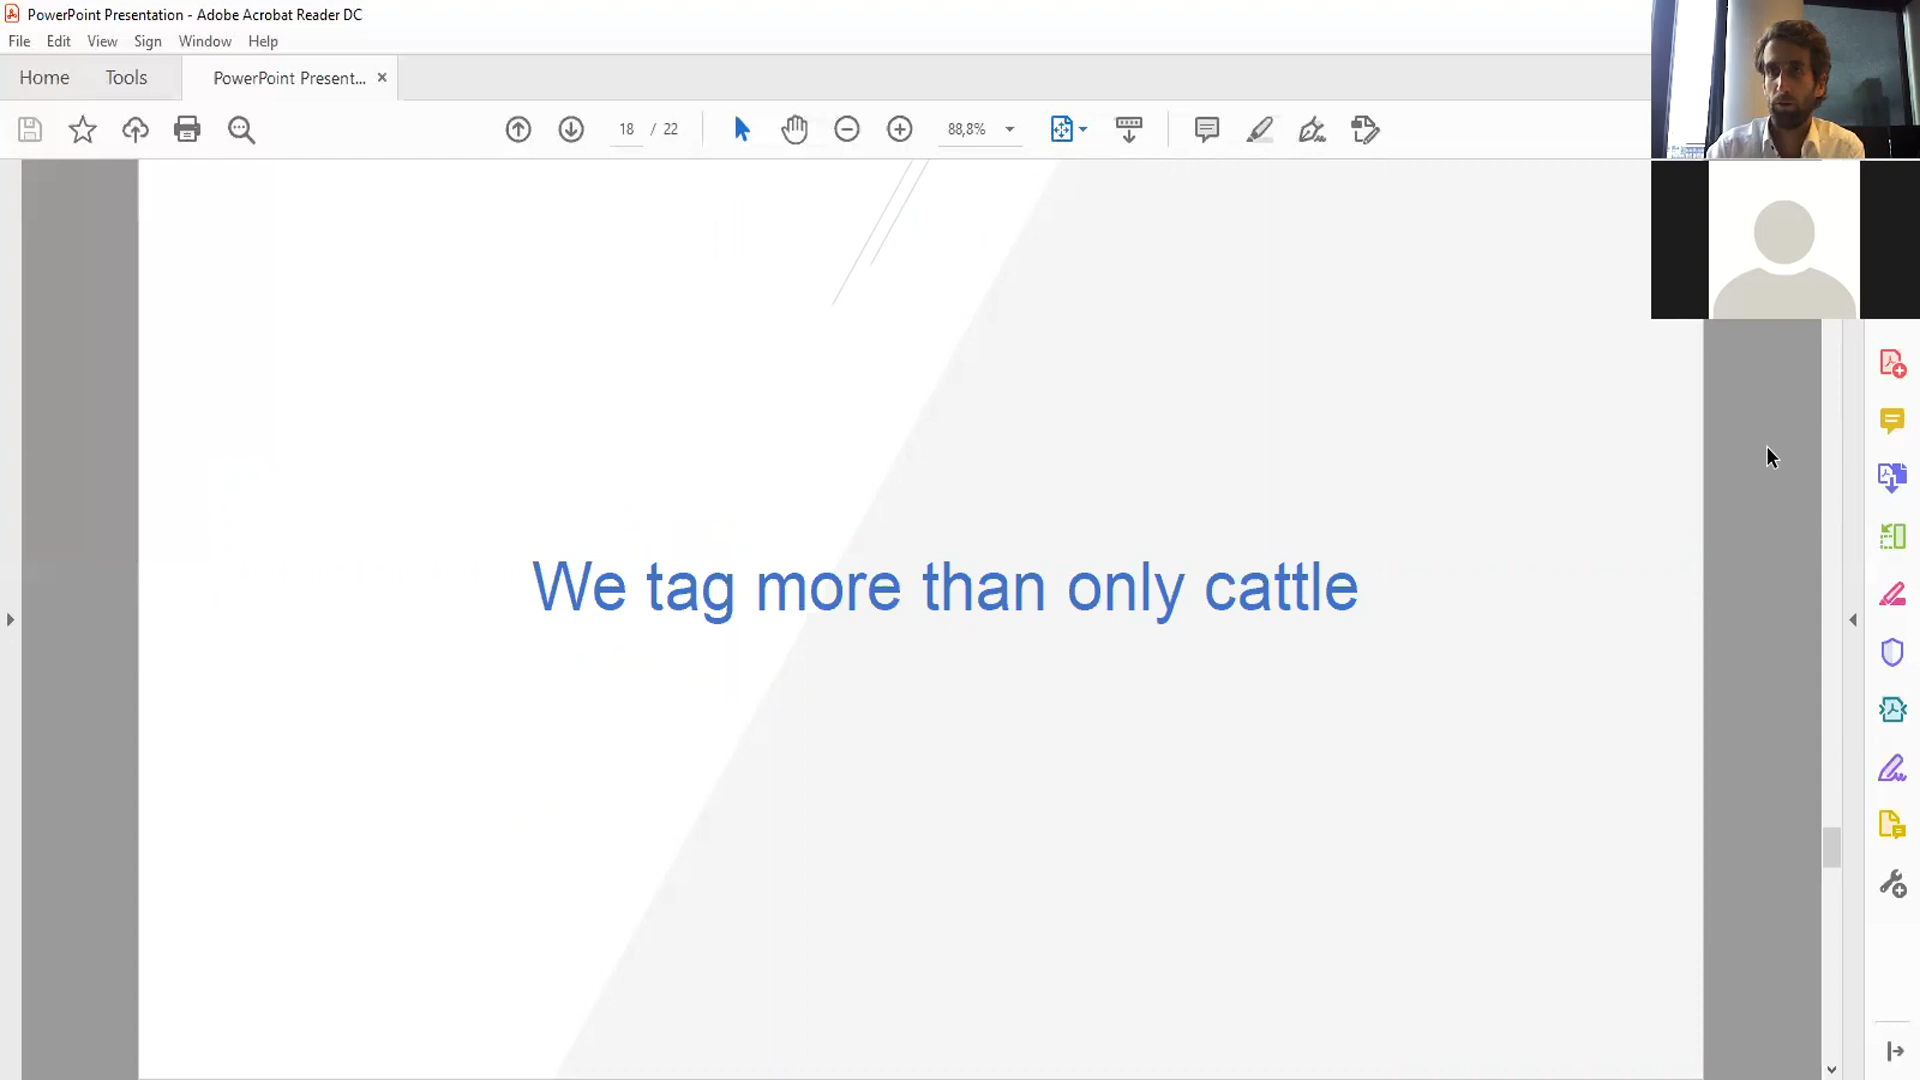 PowerPoint Presentation - Adobe Acrobat Reader DC
File Edit View Sign Window Help
Home Tools PowerPoint Present... ×
18 / 22 88,8%
We tag more than only cattle